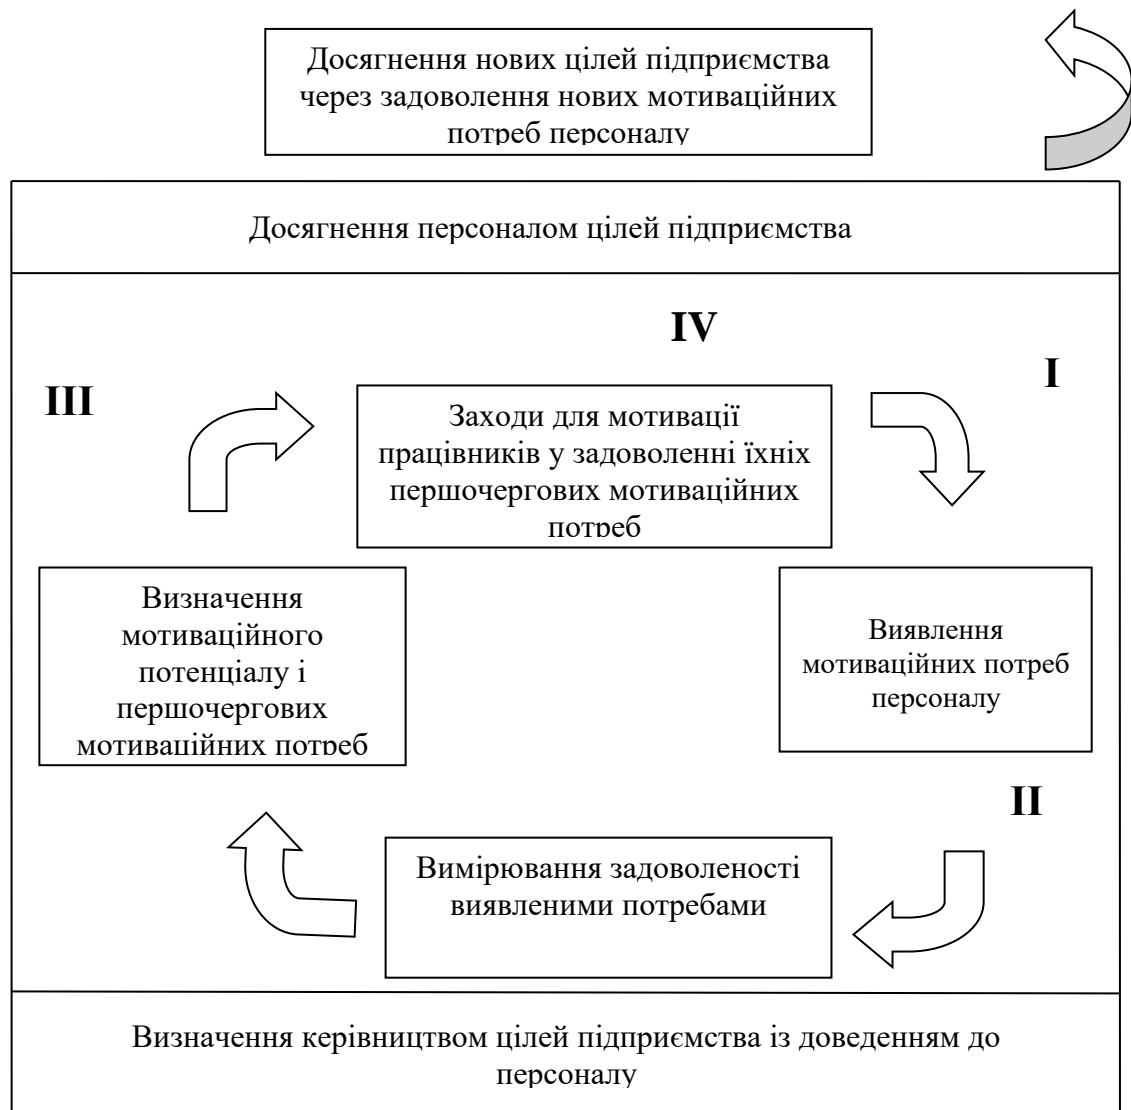 Досягнення нових цілей підприємства
через задоволення нових мотиваційних
потреб персоналу
Досягнення персоналом цілей підприємства
IV
I
III
Заходи для мотивації
працівників у задоволенні їхніх
першочергових мотиваційних
потреб
Визначення
мотиваційного
потенціалу і
першочергових
мотиваційних потреб
Виявлення
мотиваційних потреб
персоналу
II
Вимірювання задоволеності
виявленими потребами
Визначення керівництвом цілей підприємства із доведенням до
персоналу